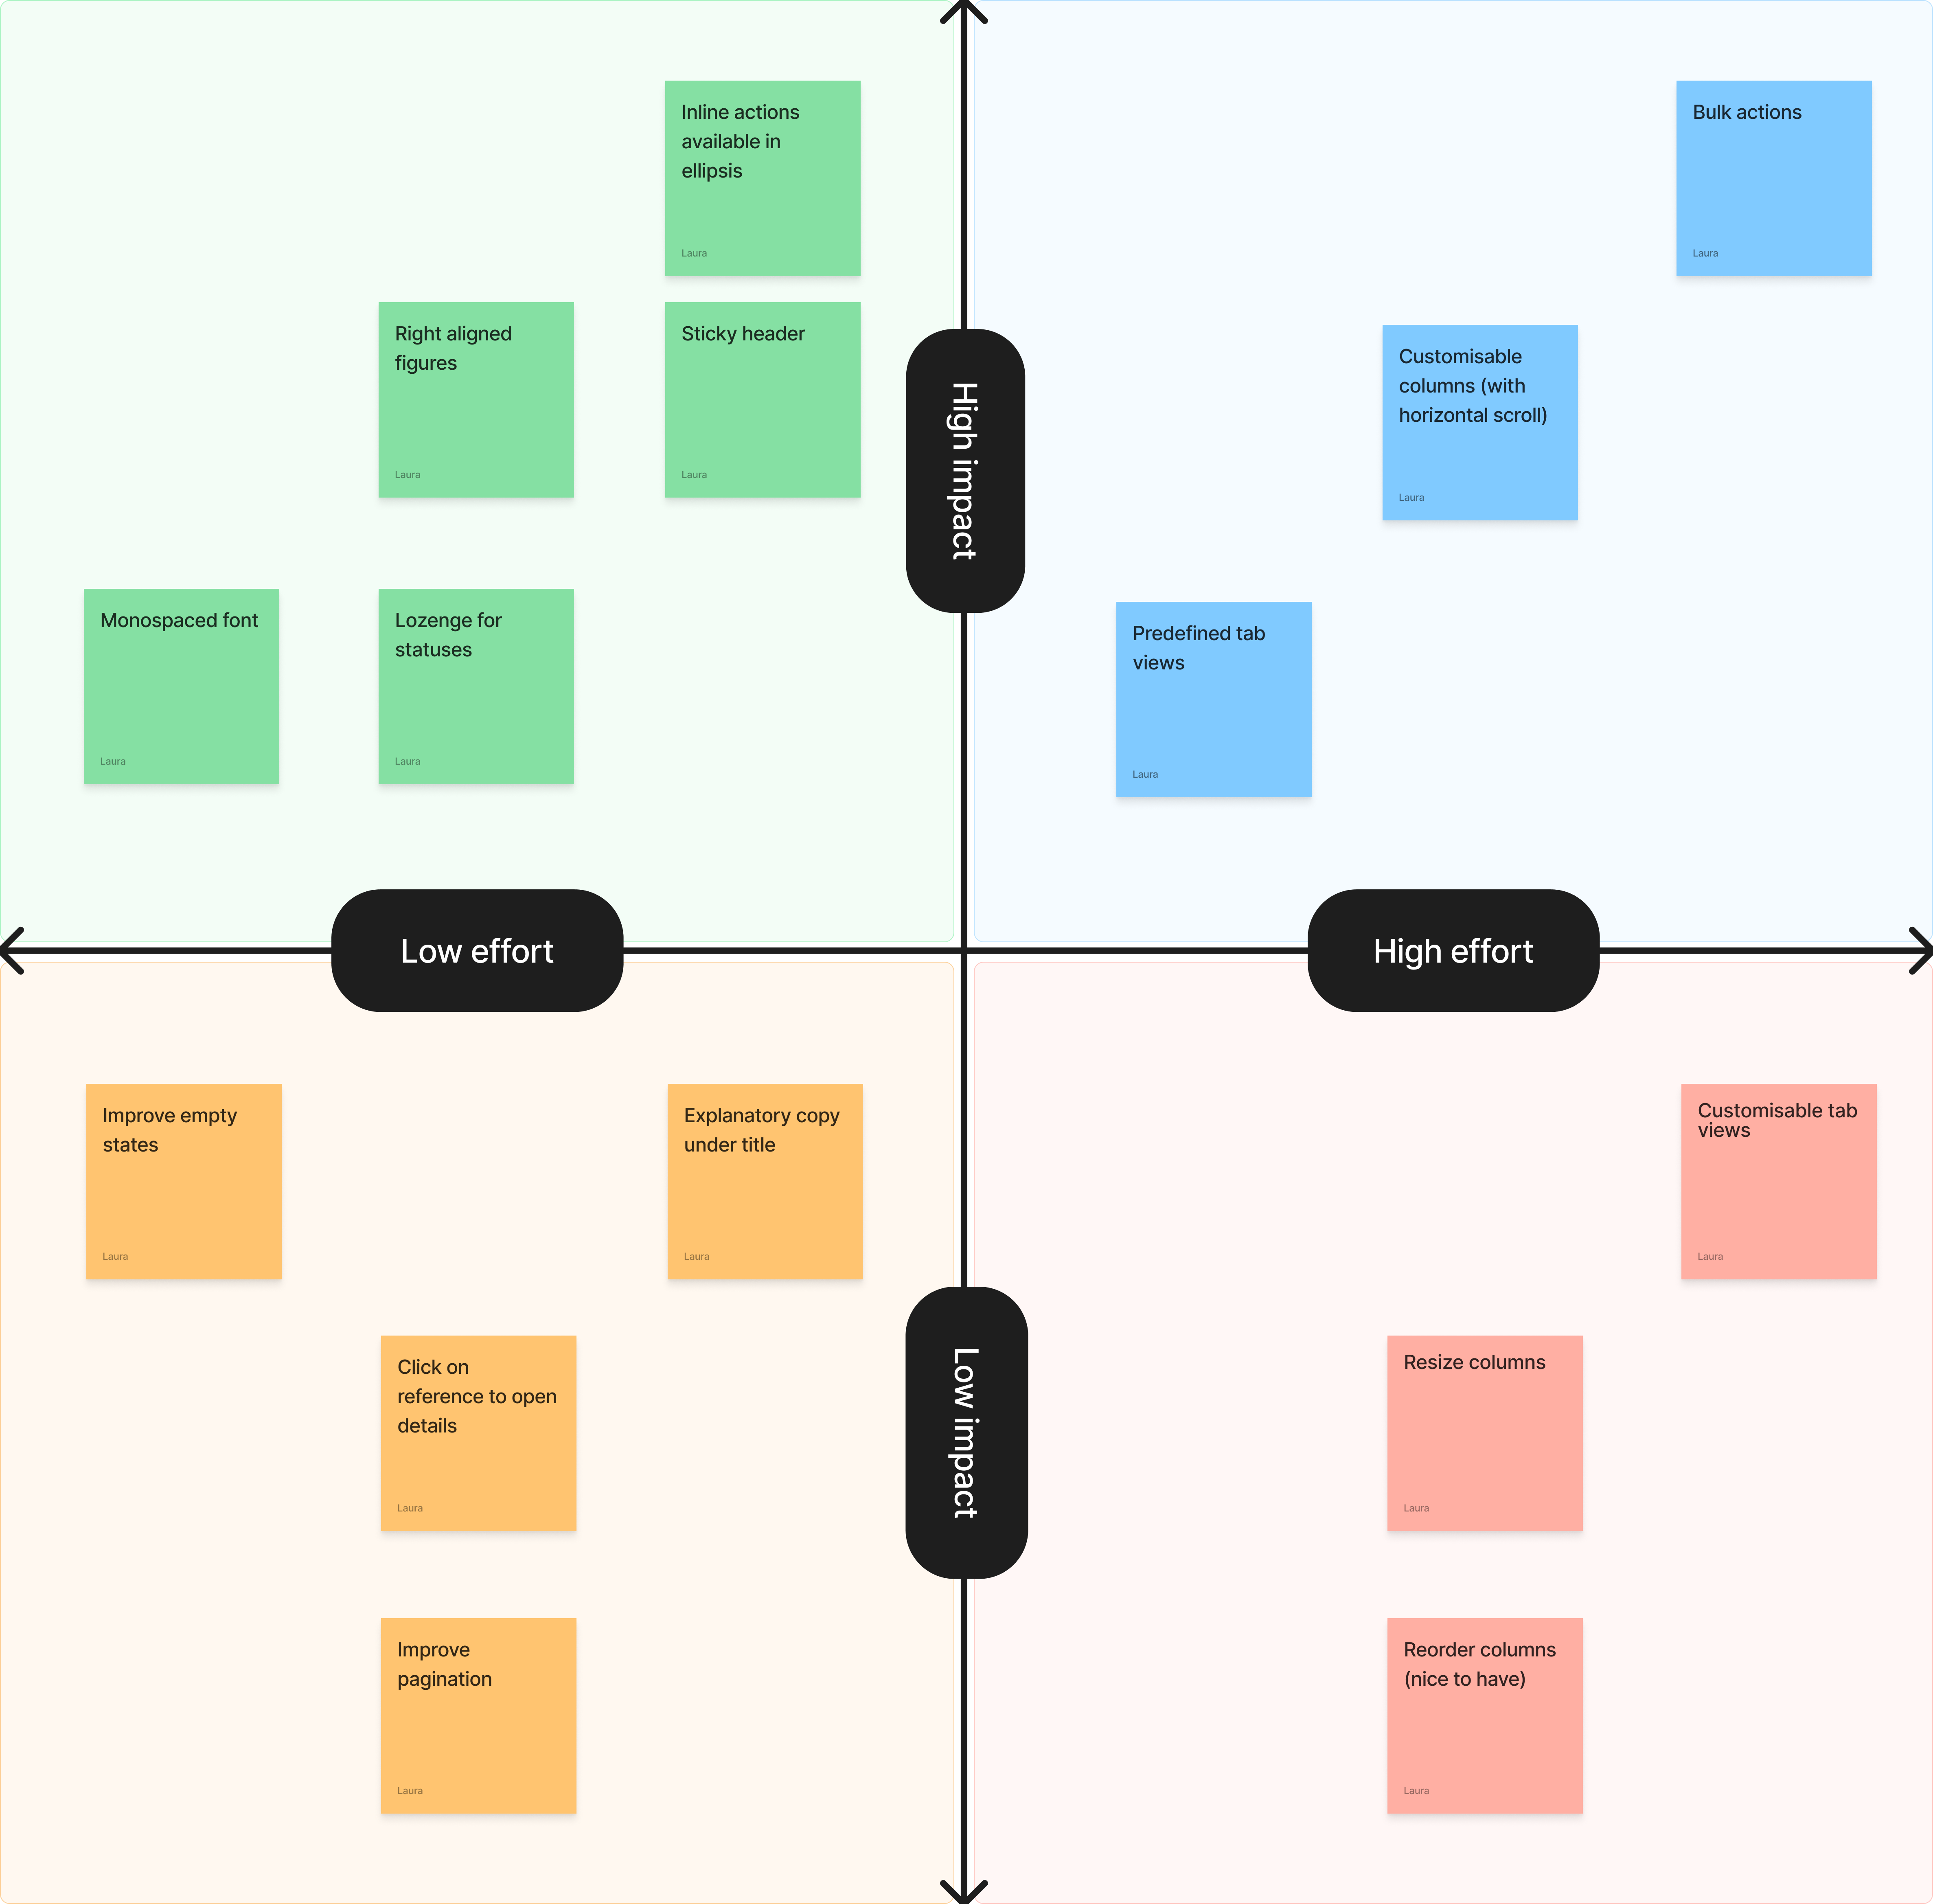 Inline actions
available in
ellipsis
Laura
Right aligned
figures
Laura
Sticky header
Laura
Monospaced font
Laura
Lozenge for
statuses
Laura
High impact
Bulk actions
Laura
Customisable
columns (with
horizontal scroll)
Laura
Predefined tab
views
Laura
Low effort
High effort
Improve empty
states
Laura
Explanatory copy
under title
Laura
Click on
reference to open
details
Laura
Improve
pagination
Laura
Low impact
Customisable tab
views
Laura
Resize columns
Laura
Reorder columns
(nice to have)
Laura